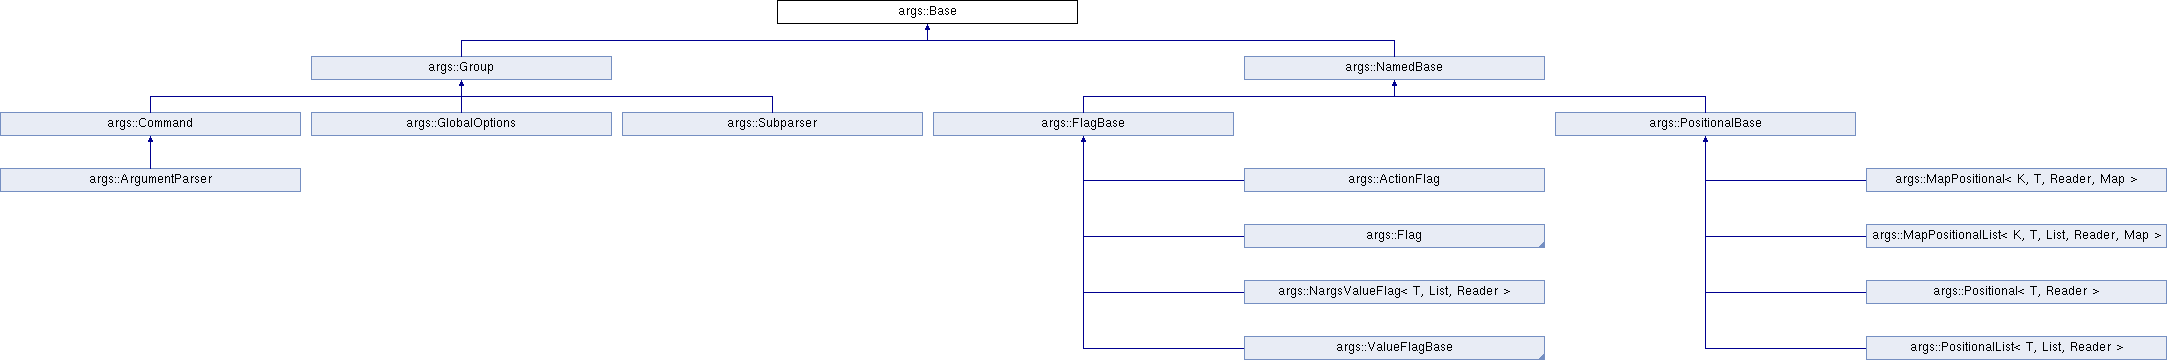 args::Base
args::Group
args::NamedBase
args::Command
args::GlobalOptions
args::Subparser
args::FlagBase
args::PositionalBase
args::ArgumentParser
args::ActionFlag
args::MapPositional< K, T, Reader, Map >
args::Flag
args::MapPositionalList< K, T, List, Reader, Map >
args::NargsValueFlag< T, List, Reader >
args::Positional< T, Reader >
args::ValueFlagBase
args::PositionalList< T, List, Reader >